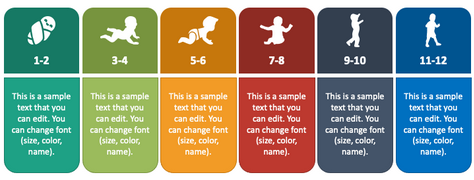 1-2
3-4
5-6
7-8
9-10
11-12
This is a sample
text that you
can edit. You
can change font
(size, color,
name).
This is a sample
text that you
can edit. You
can change font
(size, color,
name).
This is a sample
text that you
can edit. You
can change font
(size, color,
name).
This is a sample
text that you
can edit. You
can change font
(size, color,
name).
This is a sample
text that you
can edit. You
can change font
(size, color,
name).
This is a sample
text that you
can edit. You
can change font
(size, color,
name).